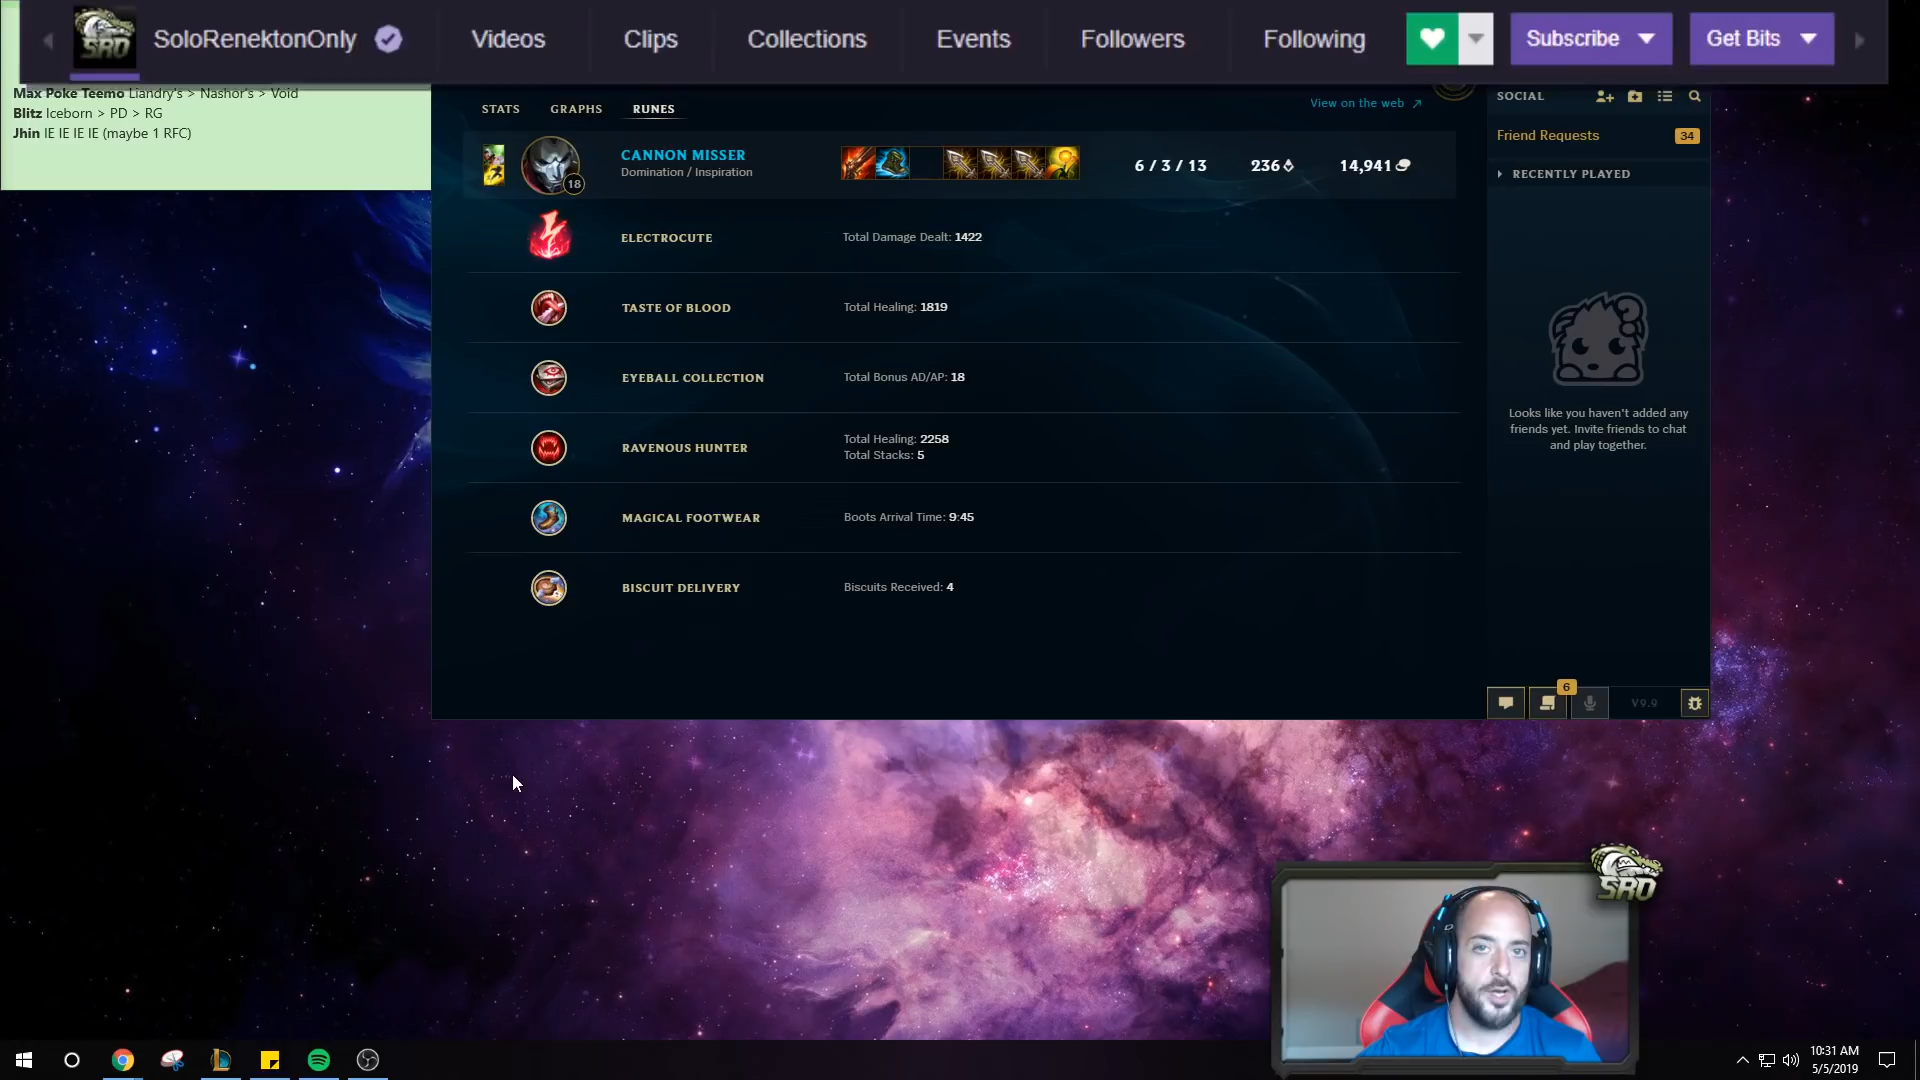 SRO
SoloRenektonOnly
Videos
Clips
Collections
Events
Followers
Following
Subscribe
Get Bits
Max Poke Teemo Liandry's > Nashor's > Void
Blitz Iceborn > PD > RG
Jhin IE IE IE IE (maybe 1 RFC)
STATS
GRAPHS
RUNES
View on the web
CANNON MISSER
Domination / Inspiration
18
6 / 3 / 13
236
14,941
ELECTROCUTE
Total Damage Dealt: 1422
TASTE OF BLOOD
Total Healing: 1819
EYEBALL COLLECTION
Total Bonus AD/AP: 18
RAVENOUS HUNTER
Total Healing: 2258
Total Stacks: 5
MAGICAL FOOTWEAR
Boots Arrival Time: 9:45
BISCUIT DELIVERY
Biscuits Received: 4
SOCIAL
Friend Requests
34
RECENTLY PLAYED
Looks like you haven't added any
friends yet. Invite friends to chat
and play together.
6
V9.9
SRO
10:31 AM
5/5/2019